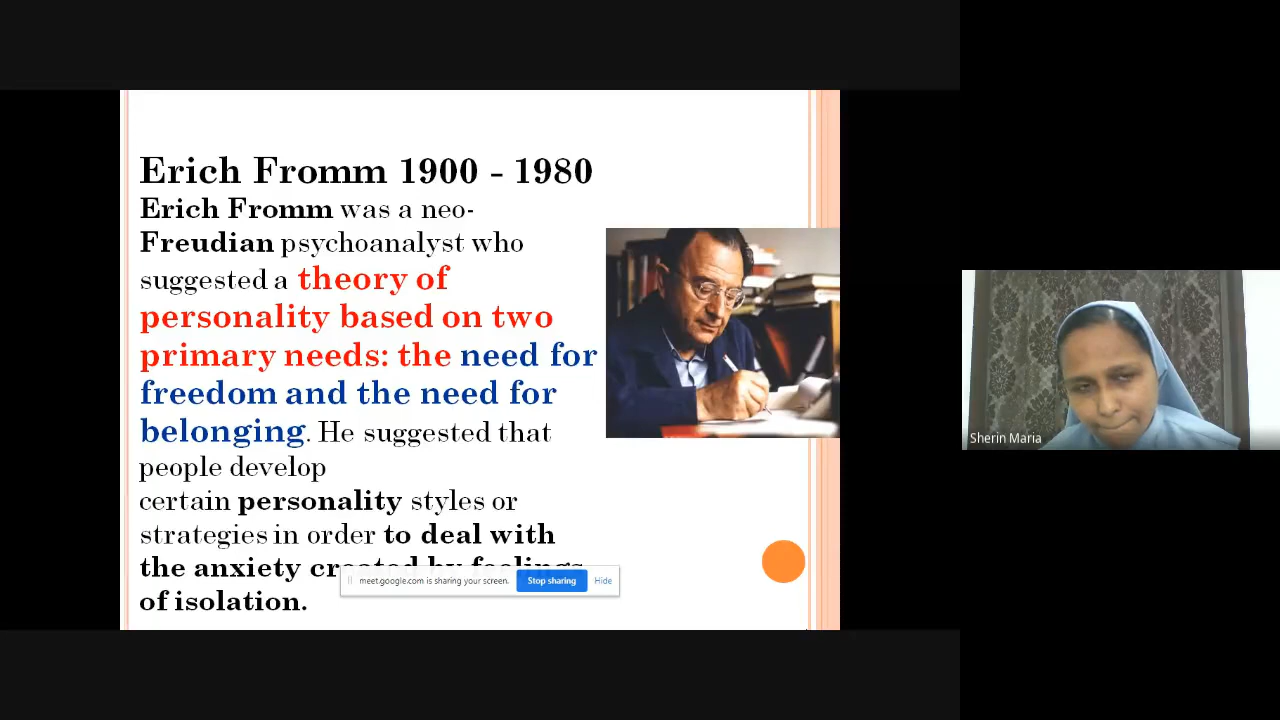 Erich Fromm 1900 - 1980
Erich Fromm was a neo-
Freudian psychoanalyst who
suggested a theory of
personality based on two
primary needs: the need for
freedom and the need for
belonging. He suggested that
people develop
certain personality styles or
strategies in order to deal with
the anxiety created by feelings
of isolation.
meet.google.com is sharing your screen. Stop sharing Hide
Sherin Maria